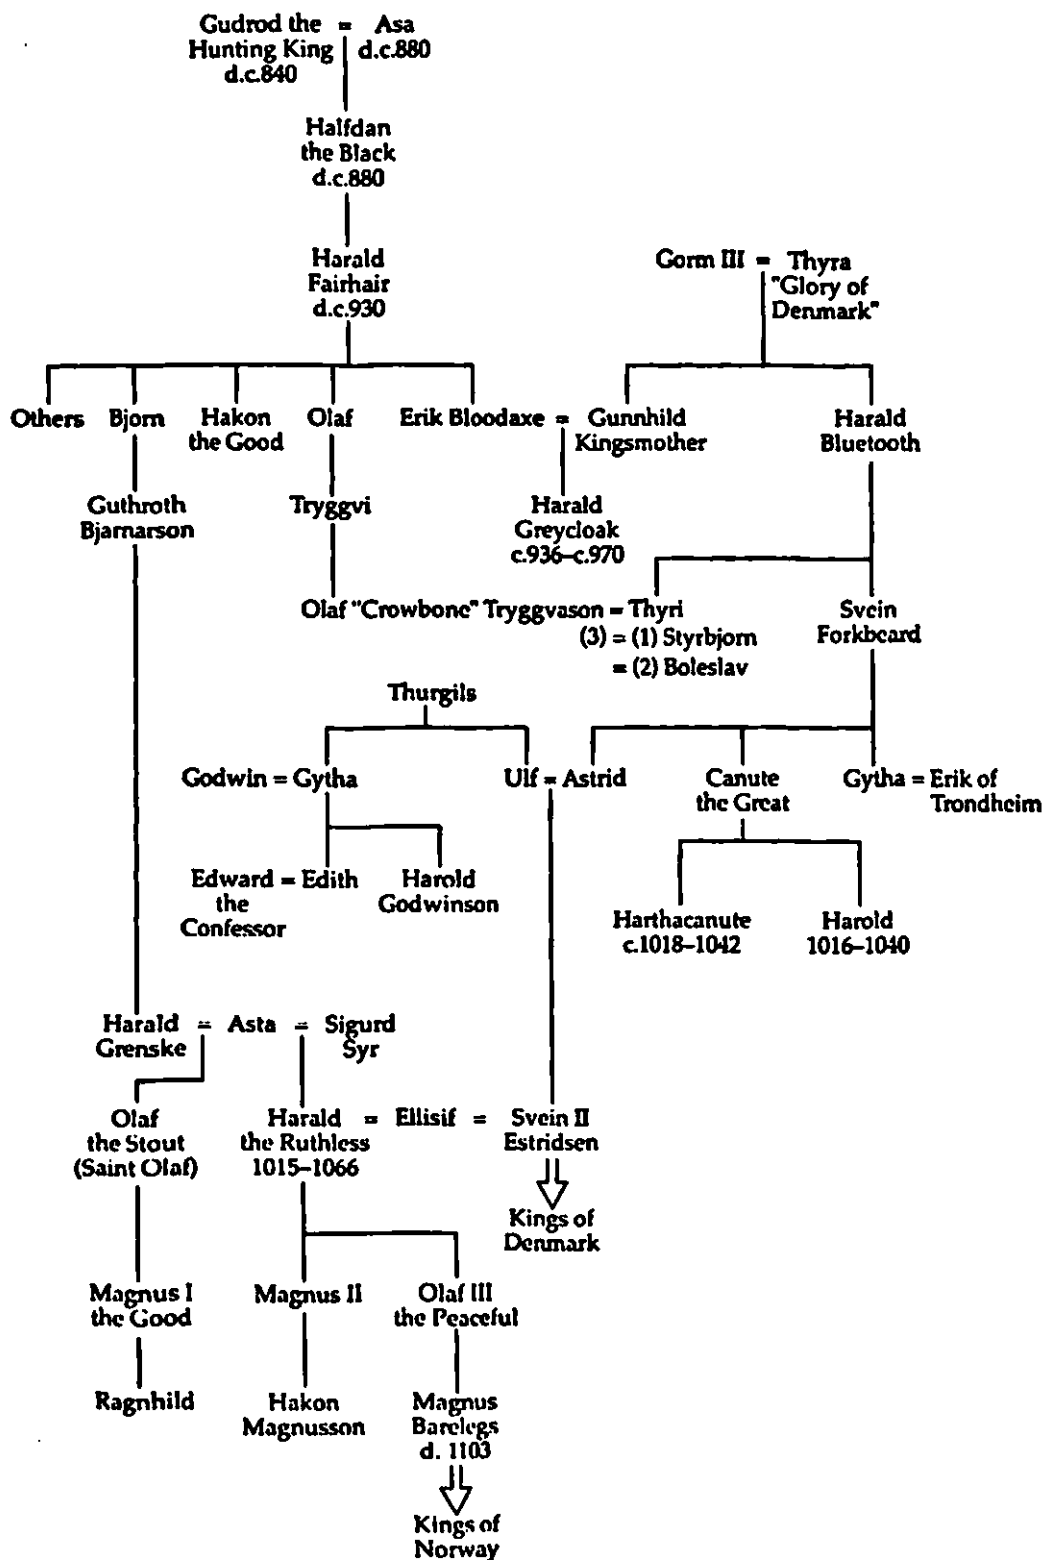 Gudrod the = Asa
Hunting King d.c.880
d.c.840
Halfdan
the Black
d.c.880
Harald
Fairhair
d.c.930
Gorm III = Thyra
"Glory of
Denmark"
Others Bjorn Hakon Olaf Erik Bloodaxe = Gunnhild Harald
the Good Kingsmother Bluetooth
Guthroth Tryggvi Harald
Bjarnarson Greycloak
c.936–c.970
Olaf "Crowbone" Tryggvason = Thyri Svein
(3) = (1) Styrbjorn Forkbeard
= (2) Boleslav
Thurgils
Godwin = Gytha Ulf = Astrid Canute Gytha = Erik of
the Great Trondheim
Edward = Edith Harold
the Godwinson
Confessor
Harthacanute Harold
c.1018–1042 1016–1040
Harald = Asta = Sigurd
Grenske Syr
Olaf Harald = Ellisif = Svein II
the Stout the Ruthless Estridsen
(Saint Olaf) 1015–1066
Kings of
Denmark
Magnus I Magnus II Olaf III
the Good the Peaceful
Ragnhild Hakon Magnus
Magnusson Barelegs
d. 1103
Kings of
Norway